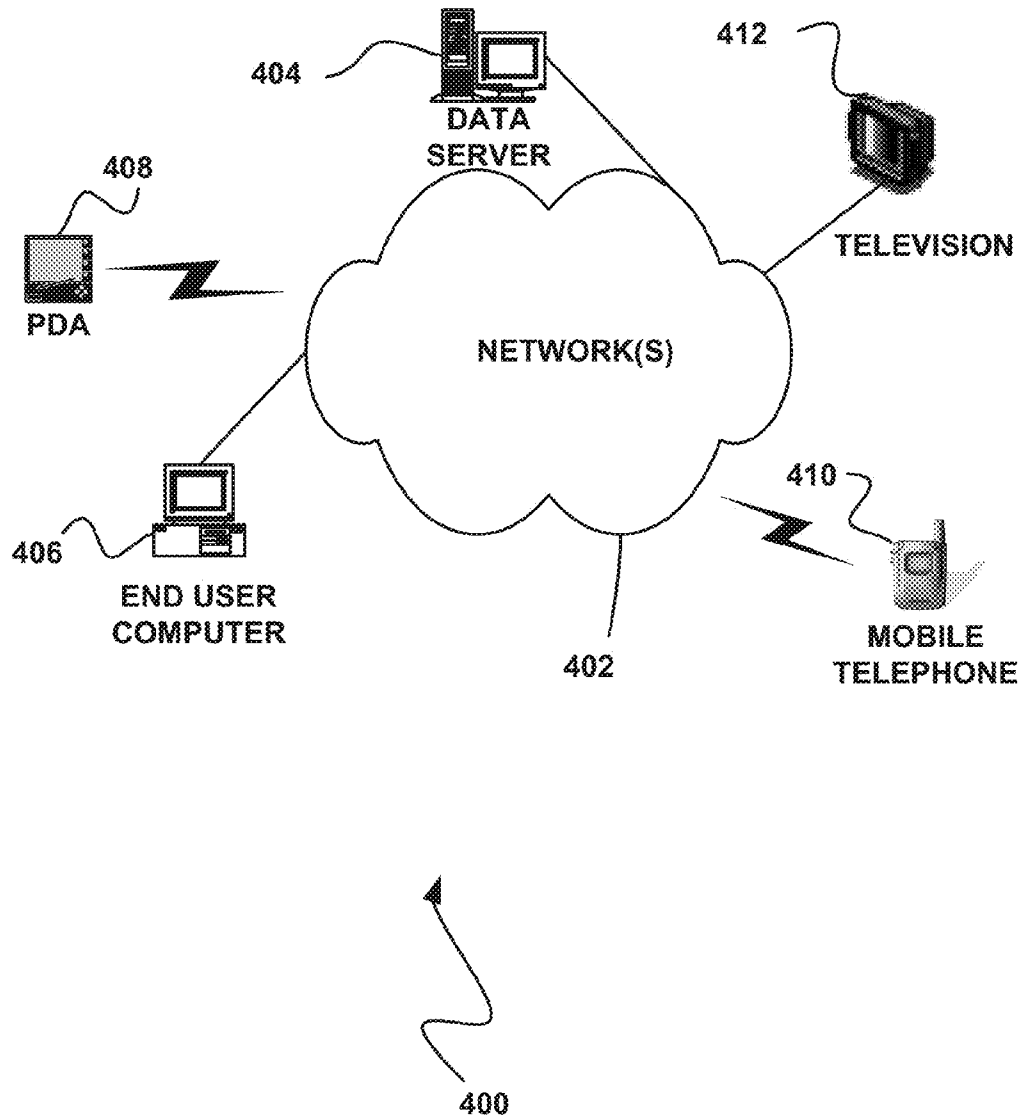 412
404
DATA
SERVER
408
TELEVISION
PDA
NETWORK(S)
410
406
END USER
COMPUTER
MOBILE
TELEPHONE
402
400